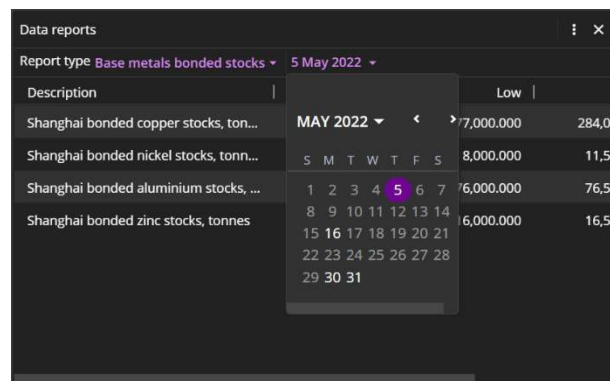 Data reports
Report type Base metals bonded stocks 5 May 2022
Description Low
Shanghai bonded copper stocks, ton... 77,000.000 284,0
MAY 2022
Shanghai bonded nickel stocks, tonn... 8,000.000 11,5
S M T W T F S
Shanghai bonded aluminium stocks, ... 76,000.000 76,5
1 2 3 4 5 6 7
8 9 10 11 12 13 14
Shanghai bonded zinc stocks, tonnes 6,000.000 16,5
15 16 17 18 19 20 21
22 23 24 25 26 27 28
29 30 31